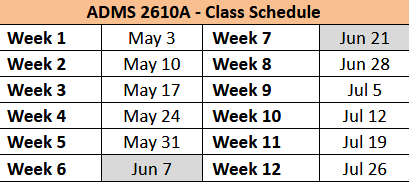 ADMS 2610A - Class Schedule
Week 1 May 3 Week 7 Jun 21
Week 2 May 10 Week 8 Jun 28
Week 3 May 17 Week 9 Jul 5
Week 4 May 24 Week 10 Jul 12
Week 5 May 31 Week 11 Jul 19
Week 6 Jun 7 Week 12 Jul 26